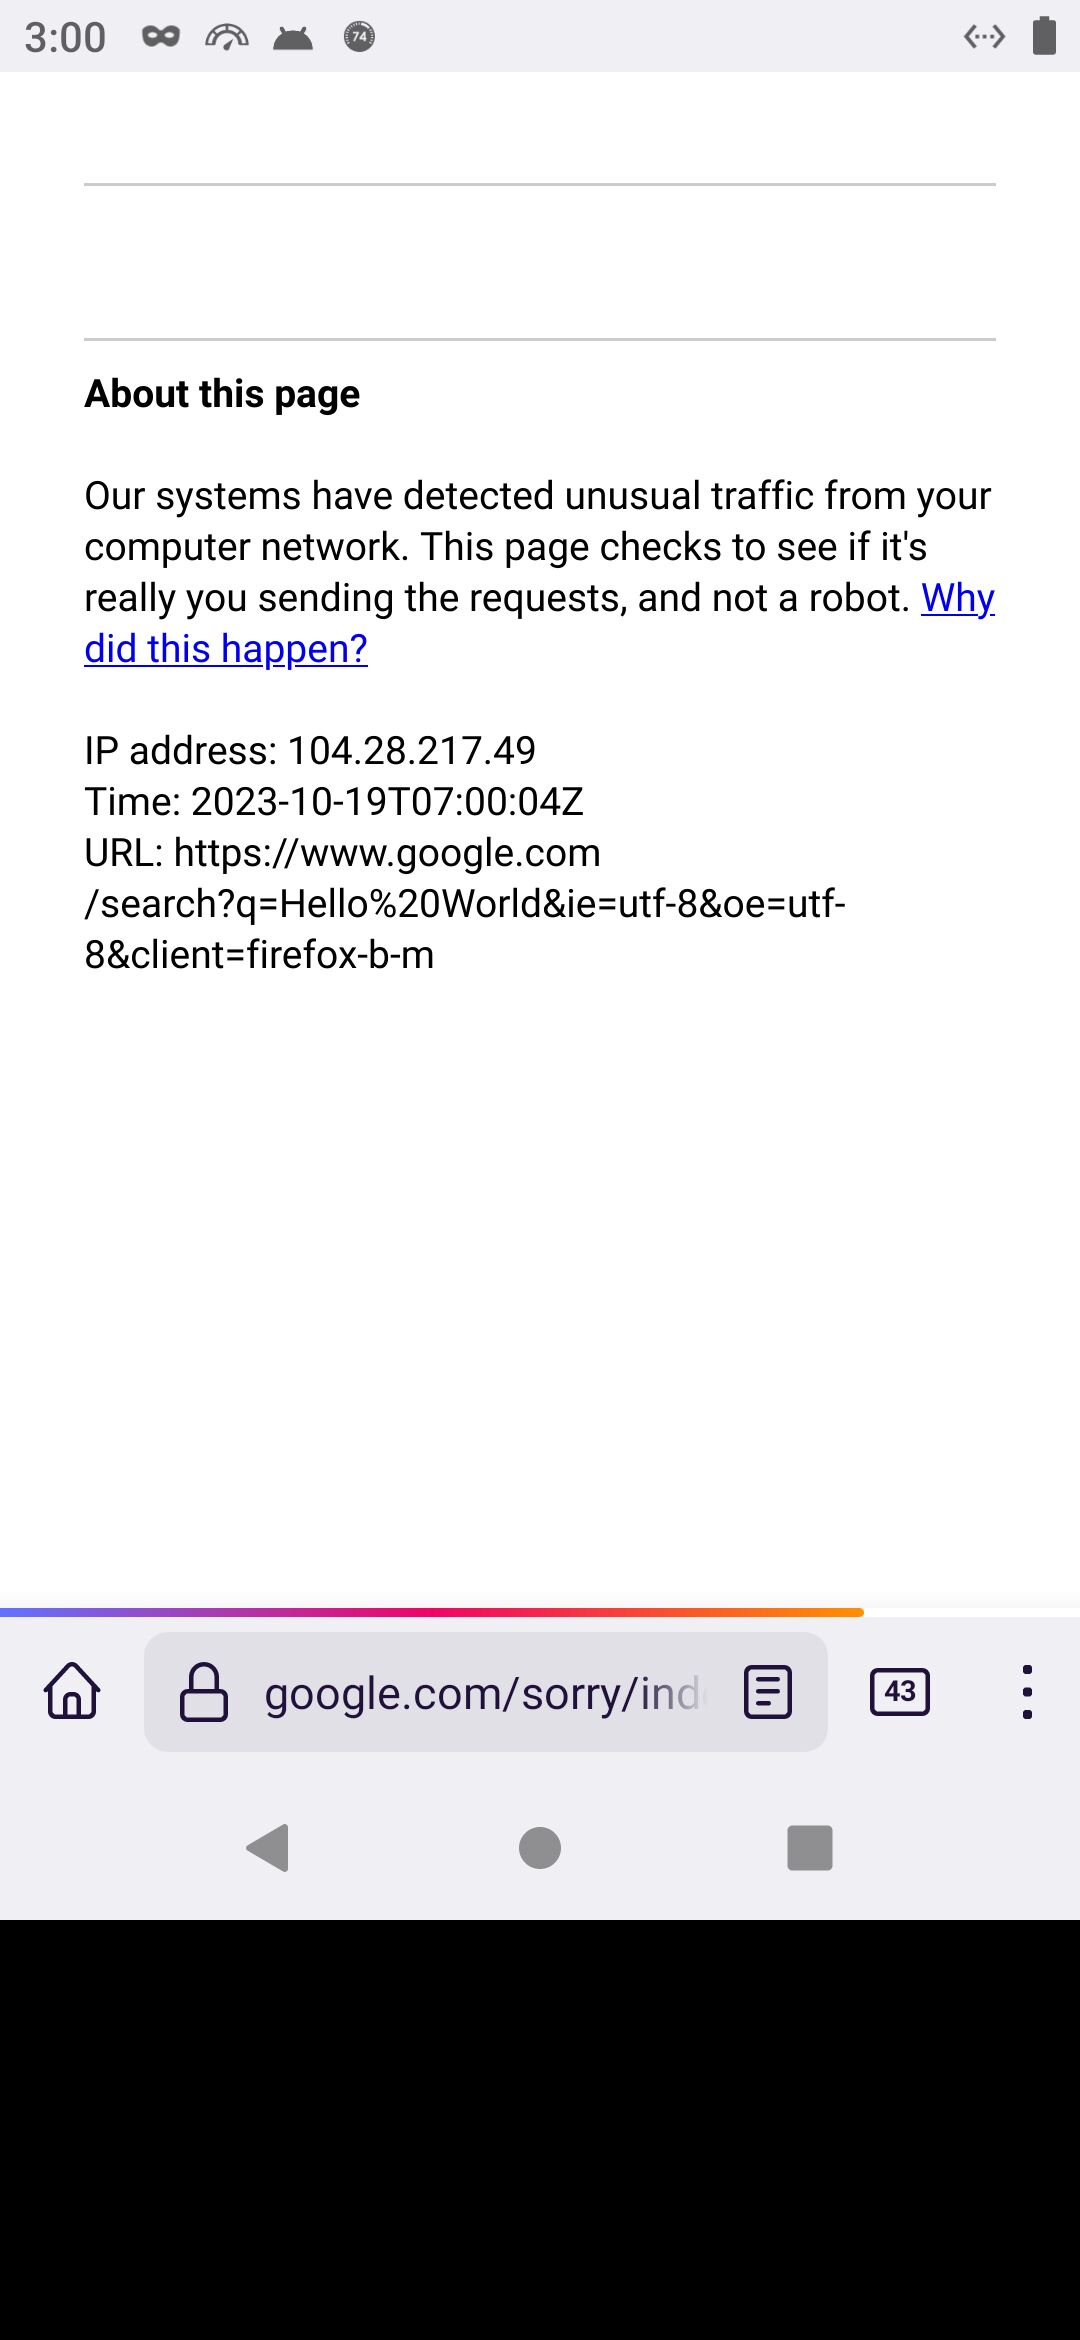 3:00
74
About this page
Our systems have detected unusual traffic from your
computer network. This page checks to see if it's
really you sending the requests, and not a robot. Why
did this happen?
IP address: 104.28.217.49
Time: 2023-10-19T07:00:04Z
URL: https://www.google.com
/search?q=Hello%20World&ie=utf-8&oe=utf-
8&client=firefox-b-m
google.com/sorry/ind
43